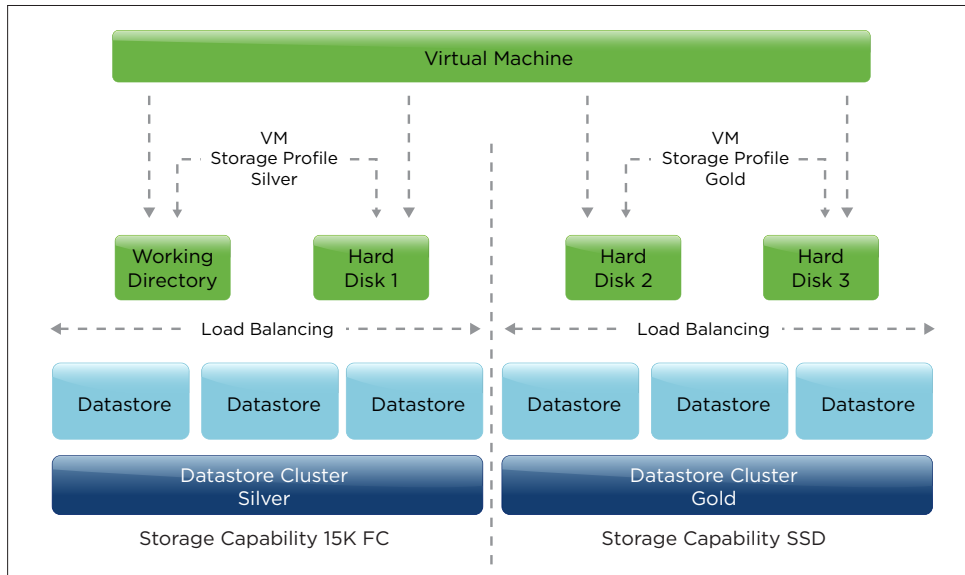 Virtual Machine
VM
Storage Profile
Silver
VM
Storage Profile
Gold
Working
Directory
Hard
Disk 1
Hard
Disk 2
Hard
Disk 3
Load Balancing
Load Balancing
Datastore
Datastore
Datastore
Datastore
Datastore
Datastore
Datastore Cluster
Silver
Datastore Cluster
Gold
Storage Capability 15K FC
Storage Capability SSD